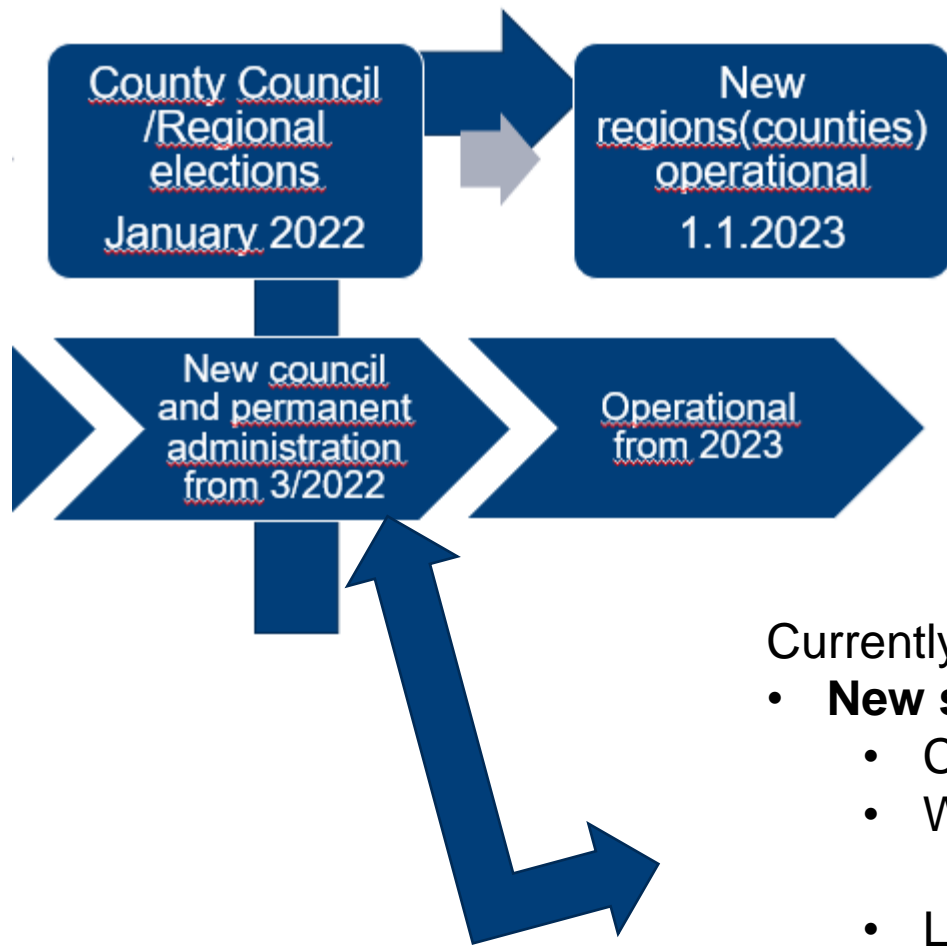 County Council
/Regional
elections
January 2022
New
regions(counties)
operational
1.1.2023
New council
and permanent
administration
from 3/2022
Operational
from 2023
Currently
• New
•
•
•